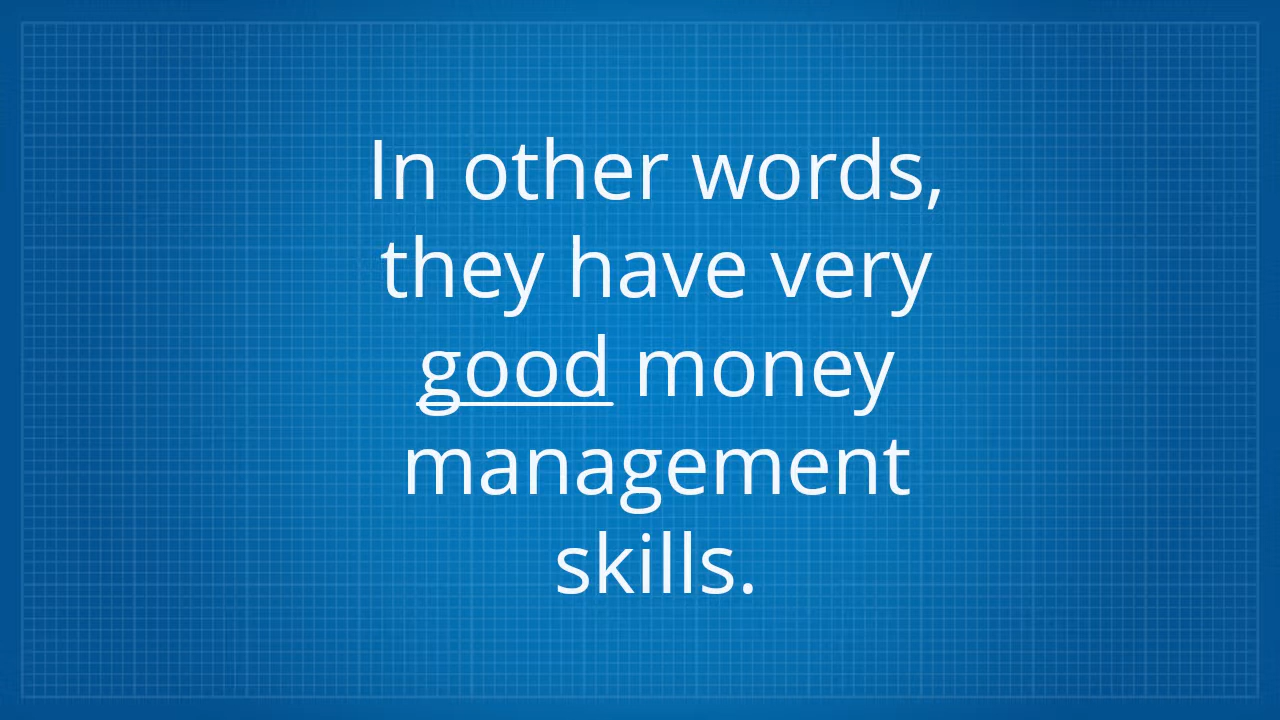 In other words,
they have very
good money
management
skills.